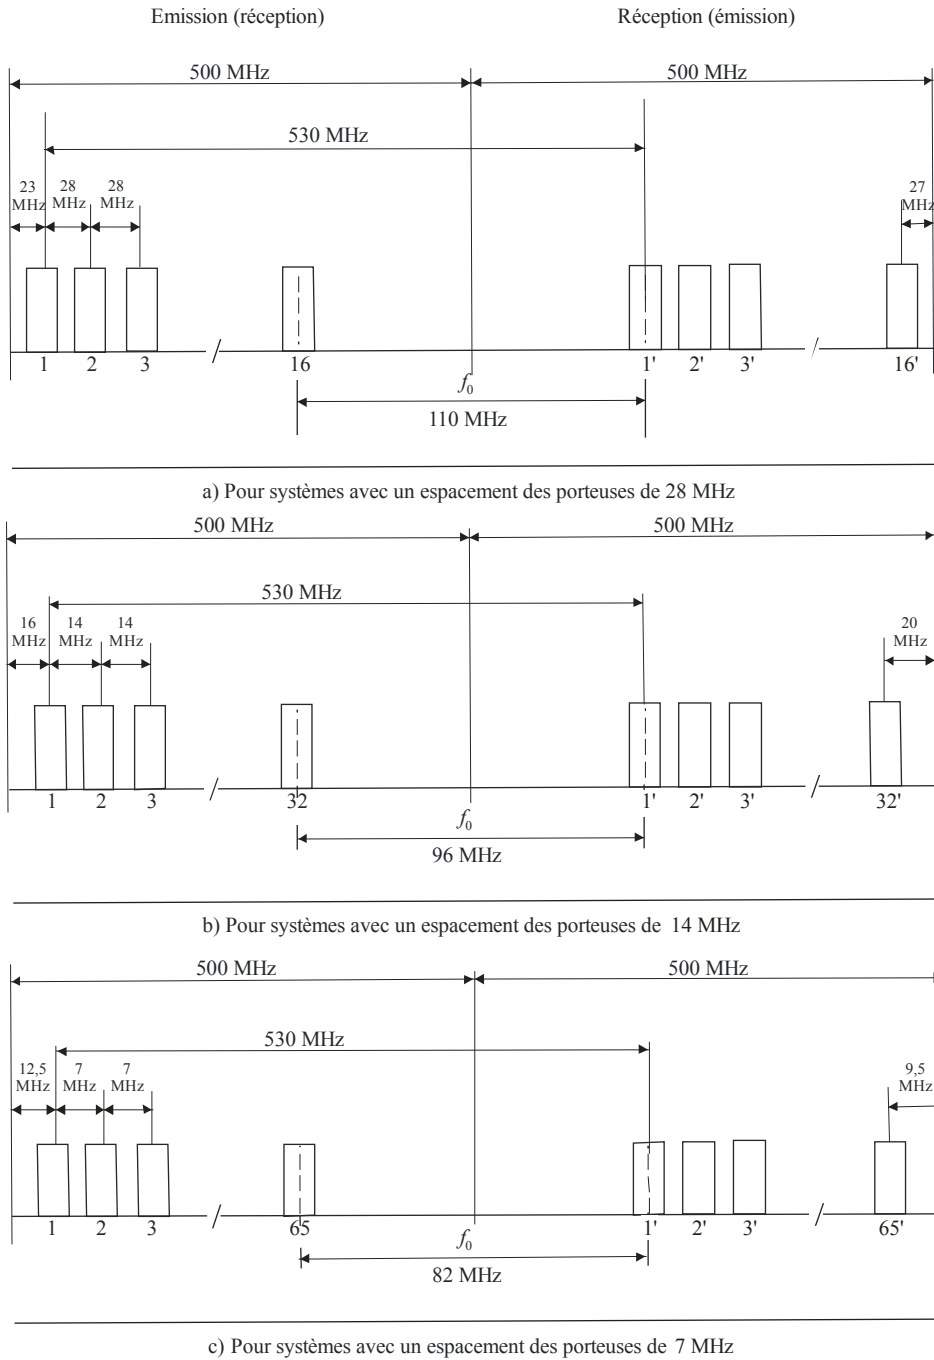 Emission (réception) Réception (émission)
500 MHz 500 MHz
530 MHz
23 MHz 28 MHz 28 MHz 27 MHz
1 2 3 16 1' 2' 3' 16'
f0
110 MHz
a) Pour systèmes avec un espacement des porteuses de 28 MHz
500 MHz 500 MHz
530 MHz
16 MHz 14 MHz 14 MHz 20 MHz
1 2 3 32 1' 2' 3' 32'
f0
96 MHz
b) Pour systèmes avec un espacement des porteuses de 14 MHz
500 MHz 500 MHz
530 MHz
12,5 MHz 7 MHz 7 MHz 9,5 MHz
1 2 3 65 1' 2' 3' 65'
f0
82 MHz
c) Pour systèmes avec un espacement des porteuses de 7 MHz